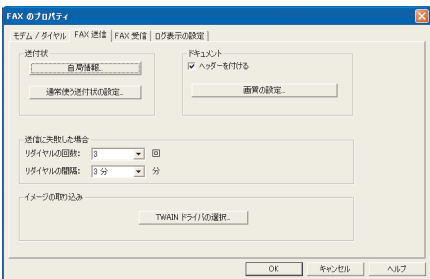 FAX のプロパティ
モデム / ダイヤル FAX 送信 FAX 受信 ログ表示の設定
送付状
自局情報...
通常使う送付状の設定...
ドキュメント
ヘッダーを付ける
画質の設定...
送信に失敗した場合
リダイヤルの回数: 3 回
リダイヤルの間隔: 3 分 分
イメージの取り込み
TWAIN ドライバの選択...
OK キャンセル ヘルプ